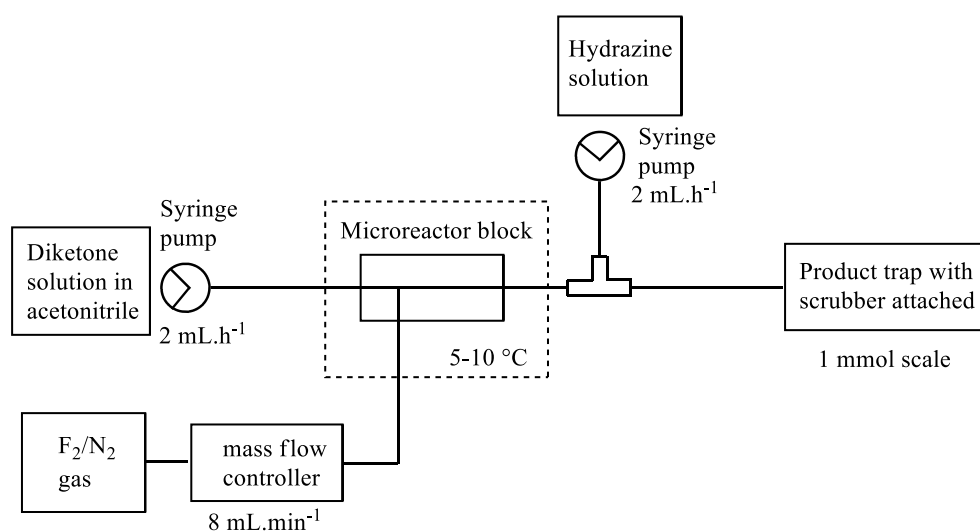 Hydrazine
solution
Syringe
pump
2 mL.h⁻¹
Syringe
pump
Microreactor block
Diketone
solution in
acetonitrile
2 mL.h⁻¹
Product trap with
scrubber attached
5-10 °C
1 mmol scale
F₂/N₂
gas
mass flow
controller
8 mL.min⁻¹